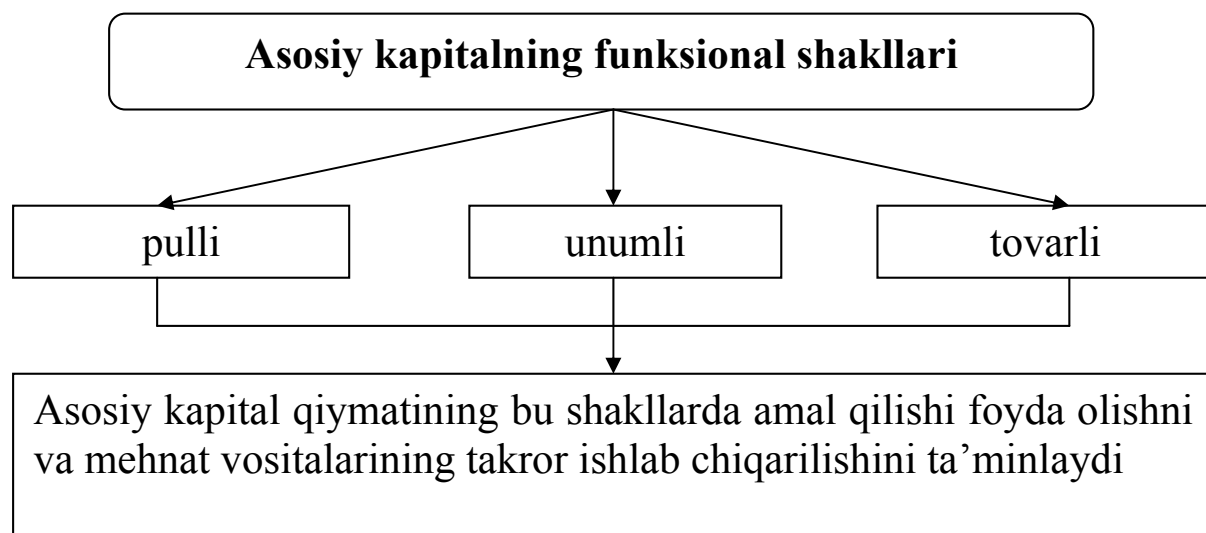 Asosiy kapitalning funksional shakllari
pulli
unumli
tovarli
Asosiy kapital qiymatining bu shakllarda amal qilishi foyda olishni
va mehnat vositalarining takror ishlab chiqarilishini ta’minlaydi